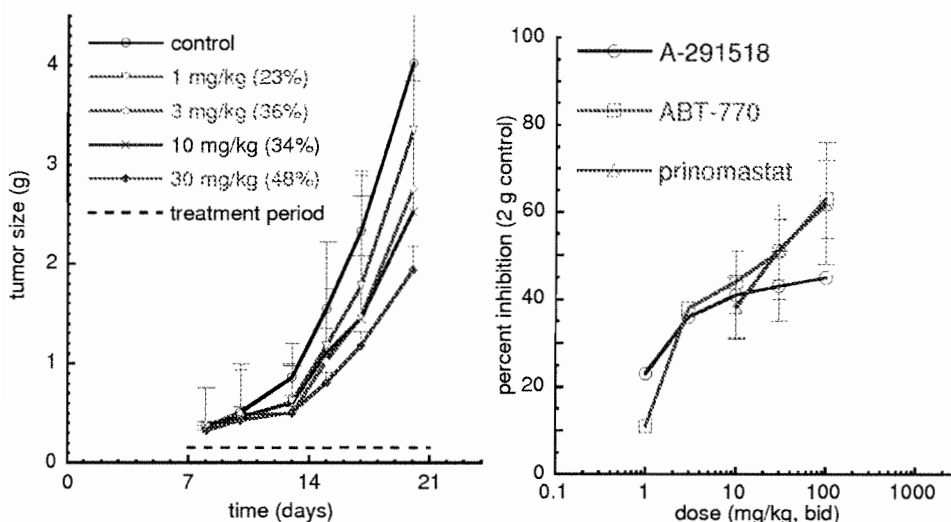 control
1 mg/kg (23%)
3 mg/kg (36%)
10 mg/kg (34%)
30 mg/kg (48%)
treatment period
tumor size (g)
4
3
2
1
0
0
7
14
21
time (days)
A-291518
ABT-770
prinomastat
percent inhibition (2 g control)
100
80
60
40
20
0
0.1
1
10
100
1000
dose (mg/kg, bid)